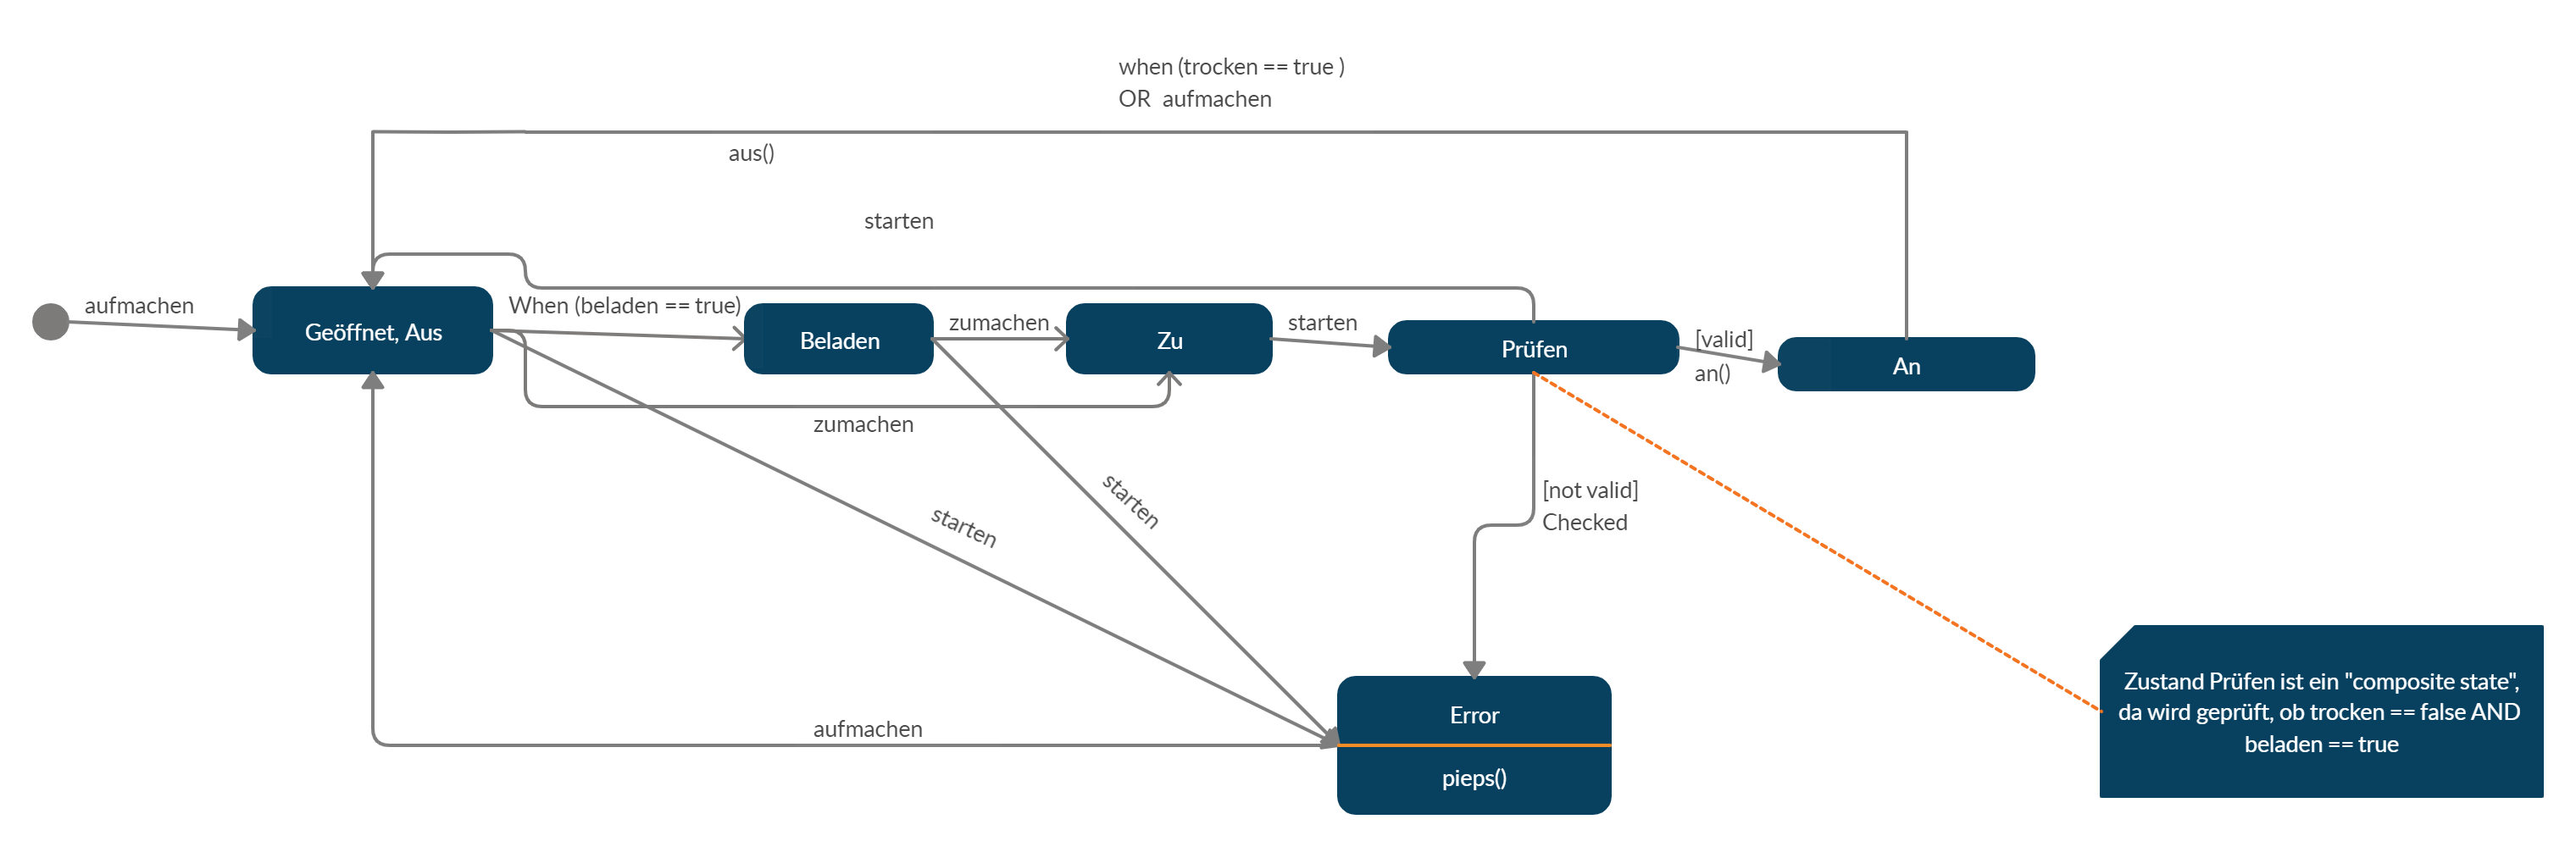 when (trocken == true )
OR aufmachen
aus()
starten
aufmachen
Geöffnet, Aus
When (beladen == true)
Beladen
zumachen
Zu
starten
Prüfen
[valid]
an()
An
zumachen
starten
starten
[not valid]
Checked
aufmachen
Error
pieps()
Zustand Prüfen ist ein "composite state",
da wird geprüft, ob trocken == false AND
beladen == true